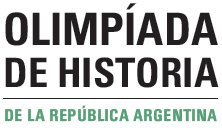 OLIMPÍADA
DE HISTORIA
DE LA REPÚBLICA ARGENTINA